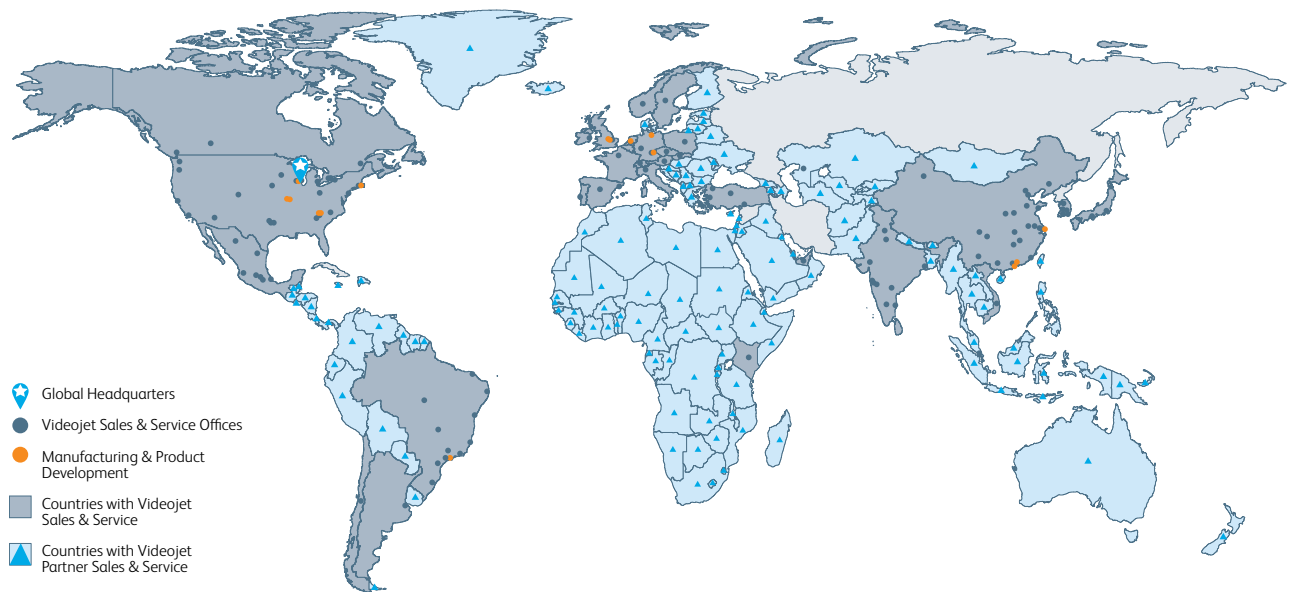 Global Headquarters
Videojet Sales & Service Offices
Manufacturing & Product
Development
Countries with Videojet
Sales & Service
Countries with Videojet
Partner Sales & Service